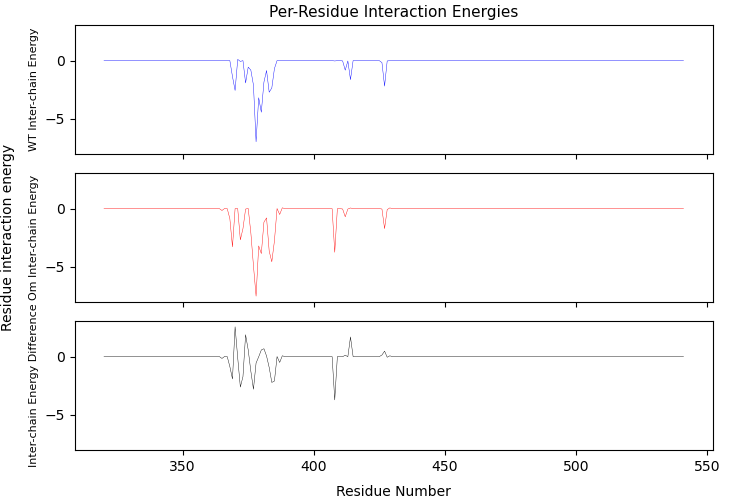 Per-Residue Interaction Energies
Residue interaction energy
WT Inter-chain Energy
0
−5
Om Inter-chain Energy
0
−5
Inter-chain Energy Difference
0
−5
350
400
450
500
550
Residue Number